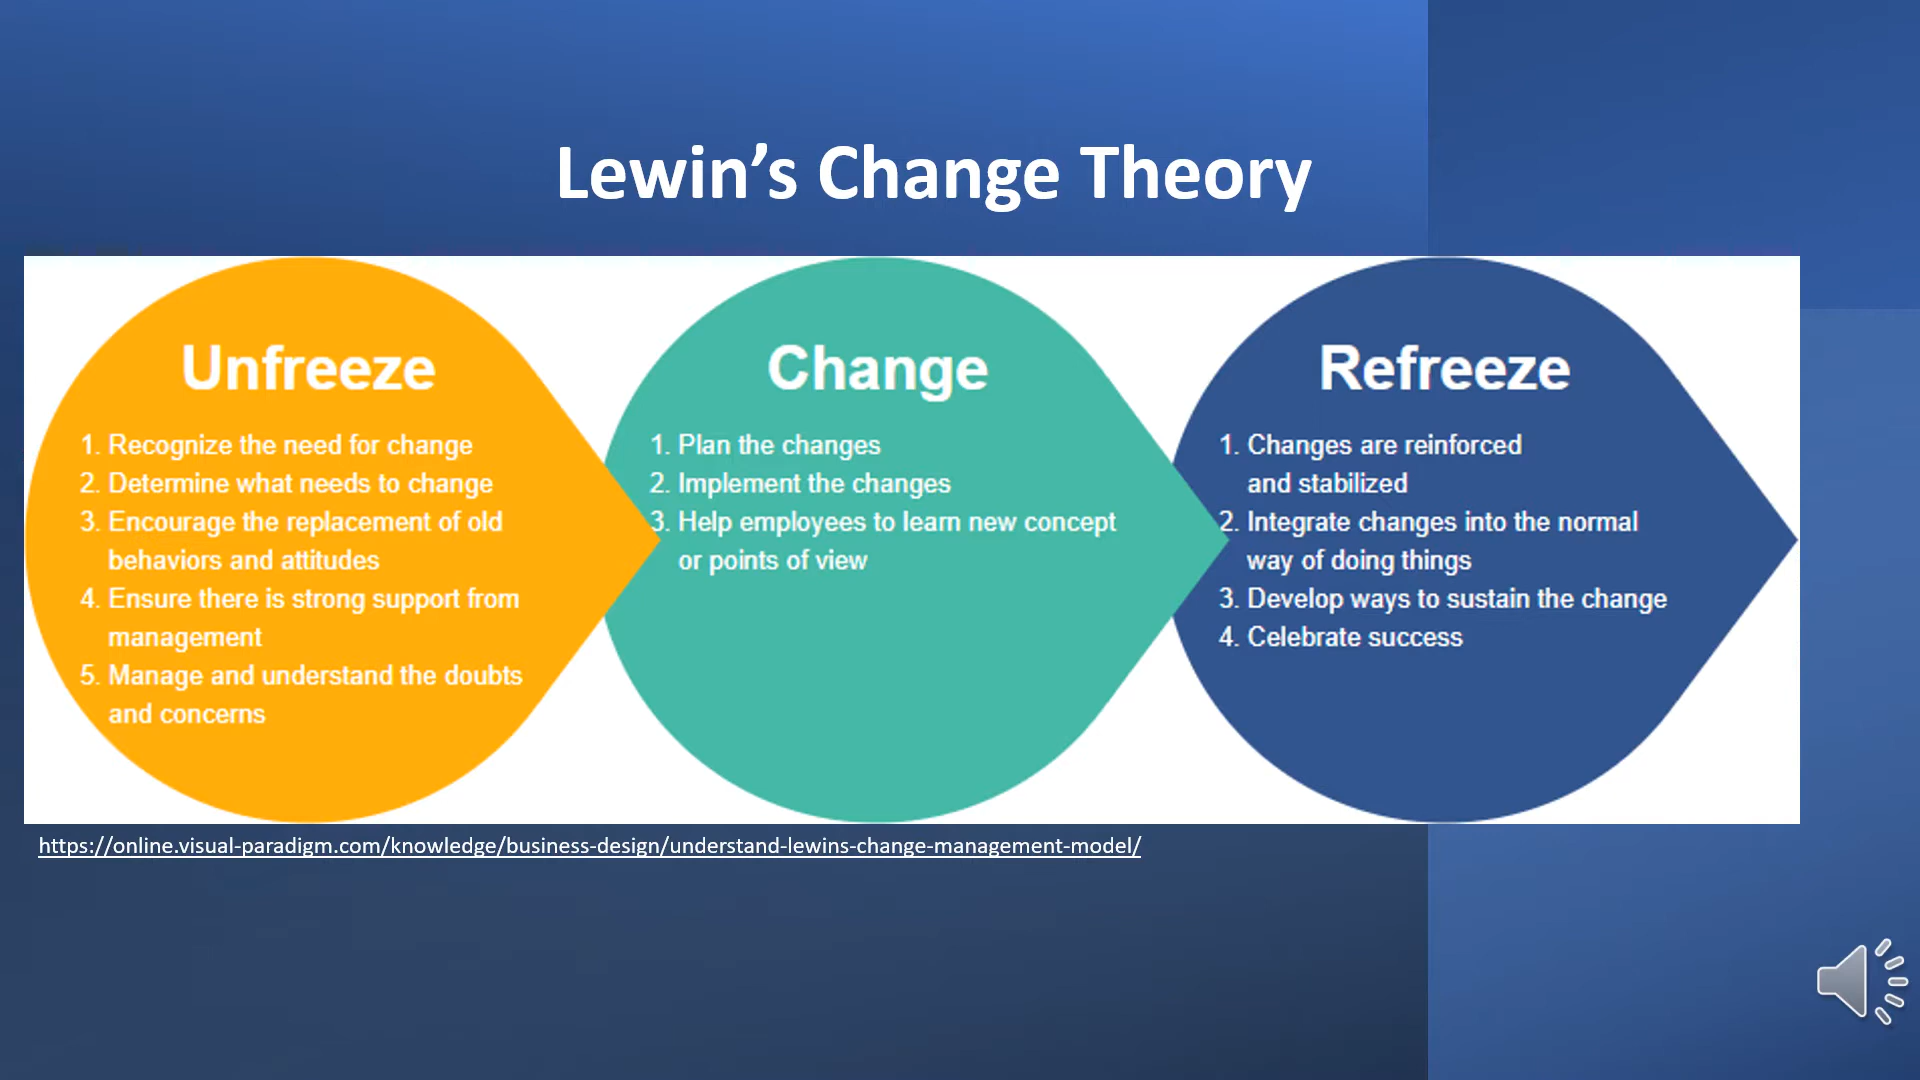 Lewin’s Change Theory
Unfreeze
1. Recognize the need for change
2. Determine what needs to change
3. Encourage the replacement of old
behaviors and attitudes
4. Ensure there is strong support from
management
5. Manage and understand the doubts
and concerns
Change
1. Plan the changes
2. Implement the changes
3. Help employees to learn new concept
or points of view
Refreeze
1. Changes are reinforced
and stabilized
2. Integrate changes into the normal
way of doing things
3. Develop ways to sustain the change
4. Celebrate success
https://online.visual-paradigm.com/knowledge/business-design/understand-lewins-change-management-model/